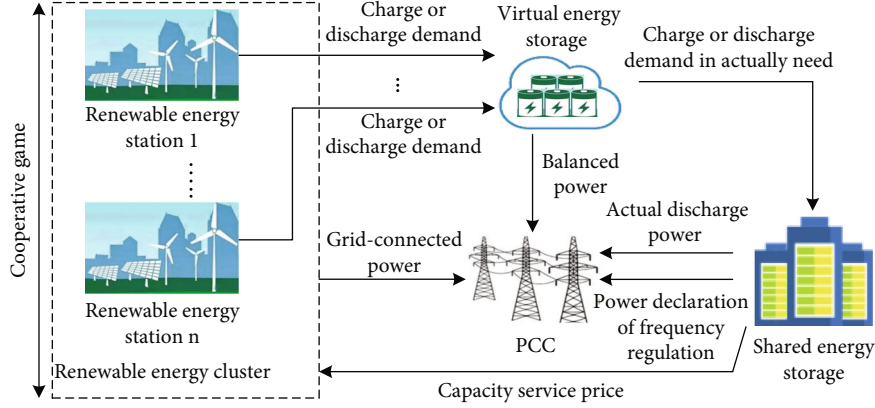 Cooperative game
Renewable energy
station 1
......
Renewable energy
station n
Renewable energy cluster
Charge or
discharge demand
...
Charge or
discharge demand
Virtual energy
storage
Charge or discharge
demand in actually need
Balanced
power
Grid-connected
power
Actual discharge
power
Power declaration
of frequency
regulation
PCC
Shared energy
storage
Capacity service price